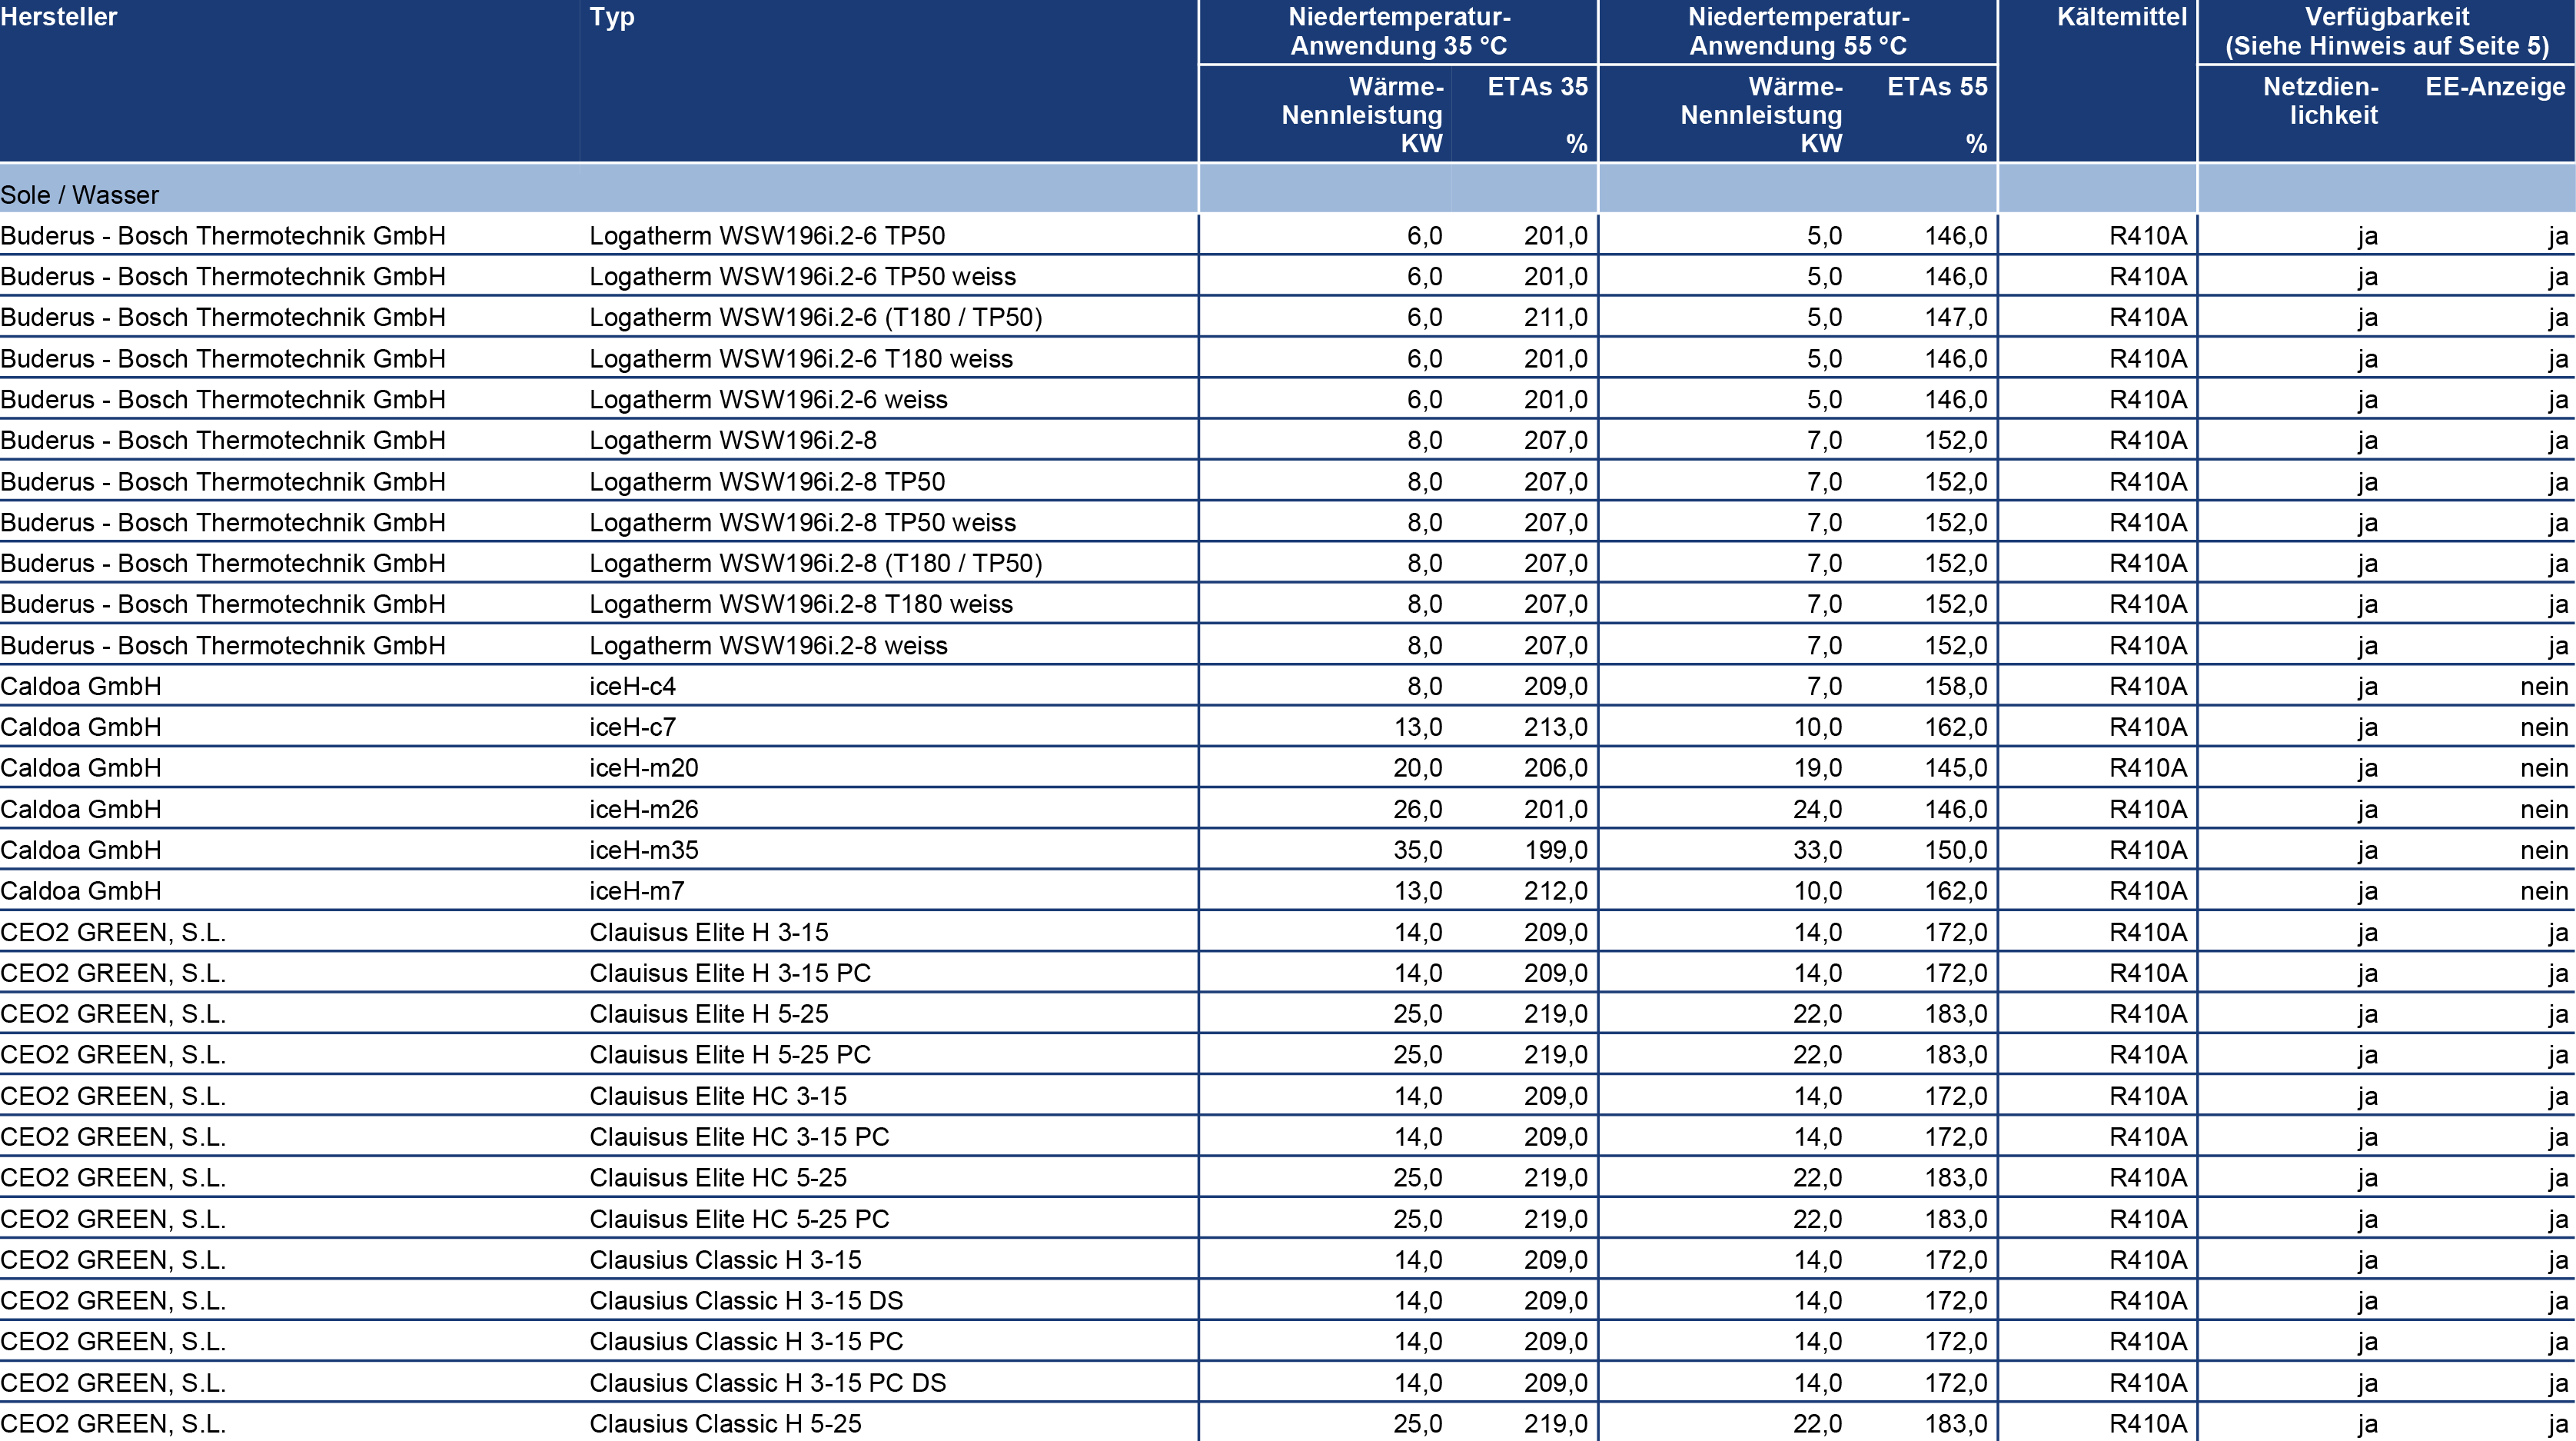 Hersteller Typ Niedertemperatur- Niedertemperatur- Kältemittel Verfügbarkeit
Anwendung 35 °C Anwendung 55 °C (Siehe Hinweis auf Seite 5)
Wärme- ETAs 35 Wärme- ETAs 55 Netzdien- EE-Anzeige
Nennleistung Nennleistung lichkeit
KW % KW %
Sole / Wasser
Buderus - Bosch Thermotechnik GmbH Logatherm WSW196i.2-6 TP50 6,0 201,0 5,0 146,0 R410A ja ja
Buderus - Bosch Thermotechnik GmbH Logatherm WSW196i.2-6 TP50 weiss 6,0 201,0 5,0 146,0 R410A ja ja
Buderus - Bosch Thermotechnik GmbH Logatherm WSW196i.2-6 (T180 / TP50) 6,0 211,0 5,0 147,0 R410A ja ja
Buderus - Bosch Thermotechnik GmbH Logatherm WSW196i.2-6 T180 weiss 6,0 201,0 5,0 146,0 R410A ja ja
Buderus - Bosch Thermotechnik GmbH Logatherm WSW196i.2-6 weiss 6,0 201,0 5,0 146,0 R410A ja ja
Buderus - Bosch Thermotechnik GmbH Logatherm WSW196i.2-8 8,0 207,0 7,0 152,0 R410A ja ja
Buderus - Bosch Thermotechnik GmbH Logatherm WSW196i.2-8 TP50 8,0 207,0 7,0 152,0 R410A ja ja
Buderus - Bosch Thermotechnik GmbH Logatherm WSW196i.2-8 TP50 weiss 8,0 207,0 7,0 152,0 R410A ja ja
Buderus - Bosch Thermotechnik GmbH Logatherm WSW196i.2-8 (T180 / TP50) 8,0 207,0 7,0 152,0 R410A ja ja
Buderus - Bosch Thermotechnik GmbH Logatherm WSW196i.2-8 T180 weiss 8,0 207,0 7,0 152,0 R410A ja ja
Buderus - Bosch Thermotechnik GmbH Logatherm WSW196i.2-8 weiss 8,0 207,0 7,0 152,0 R410A ja ja
Caldoa GmbH iceH-c4 8,0 209,0 7,0 158,0 R410A ja nein
Caldoa GmbH iceH-c7 13,0 213,0 10,0 162,0 R410A ja nein
Caldoa GmbH iceH-m20 20,0 206,0 19,0 145,0 R410A ja nein
Caldoa GmbH iceH-m26 26,0 201,0 24,0 146,0 R410A ja nein
Caldoa GmbH iceH-m35 35,0 199,0 33,0 150,0 R410A ja nein
Caldoa GmbH iceH-m7 13,0 212,0 10,0 162,0 R410A ja nein
CEO2 GREEN, S.L. Clauisus Elite H 3-15 14,0 209,0 14,0 172,0 R410A ja ja
CEO2 GREEN, S.L. Clauisus Elite H 3-15 PC 14,0 209,0 14,0 172,0 R410A ja ja
CEO2 GREEN, S.L. Clauisus Elite H 5-25 25,0 219,0 22,0 183,0 R410A ja ja
CEO2 GREEN, S.L. Clauisus Elite H 5-25 PC 25,0 219,0 22,0 183,0 R410A ja ja
CEO2 GREEN, S.L. Clauisus Elite HC 3-15 14,0 209,0 14,0 172,0 R410A ja ja
CEO2 GREEN, S.L. Clauisus Elite HC 3-15 PC 14,0 209,0 14,0 172,0 R410A ja ja
CEO2 GREEN, S.L. Clauisus Elite HC 5-25 25,0 219,0 22,0 183,0 R410A ja ja
CEO2 GREEN, S.L. Clauisus Elite HC 5-25 PC 25,0 219,0 22,0 183,0 R410A ja ja
CEO2 GREEN, S.L. Clausius Classic H 3-15 14,0 209,0 14,0 172,0 R410A ja ja
CEO2 GREEN, S.L. Clausius Classic H 3-15 DS 14,0 209,0 14,0 172,0 R410A ja ja
CEO2 GREEN, S.L. Clausius Classic H 3-15 PC 14,0 209,0 14,0 172,0 R410A ja ja
CEO2 GREEN, S.L. Clausius Classic H 3-15 PC DS 14,0 209,0 14,0 172,0 R410A ja ja
CEO2 GREEN, S.L. Clausius Classic H 5-25 25,0 219,0 22,0 183,0 R410A ja ja